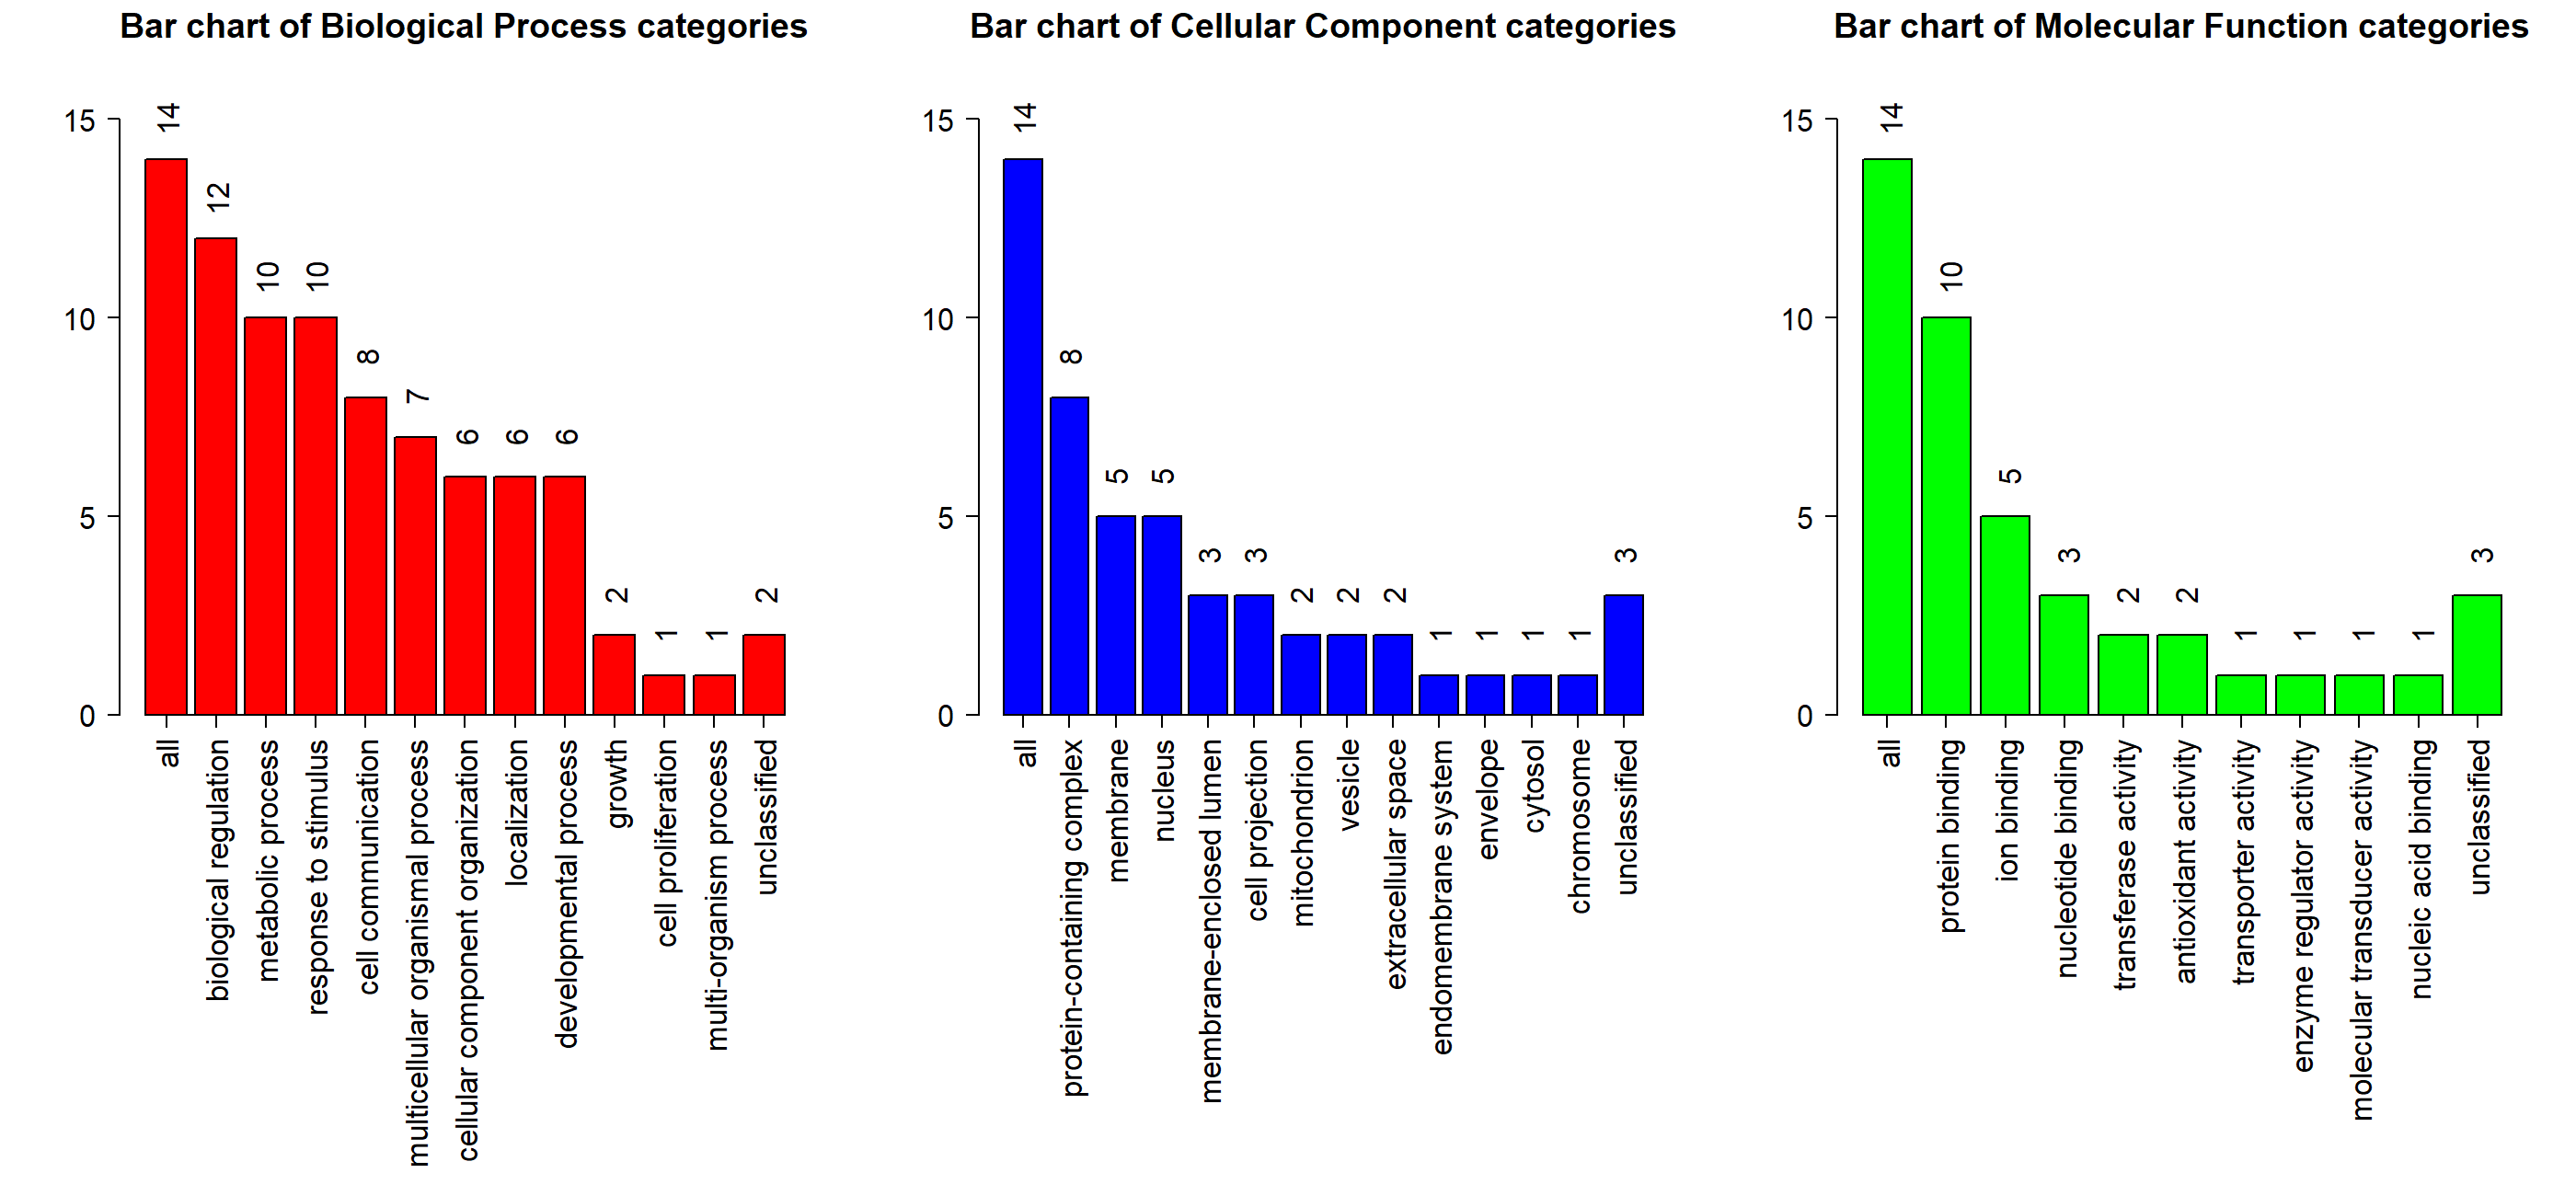 Bar chart of Biological Process categories
15
10
5
0
14
12
10
10
8
7
6
6
6
2
1
1
2
all
biological regulation
metabolic process
response to stimulus
cell communication
multicellular organismal process
cellular component organization
localization
developmental process
growth
cell proliferation
multi-organism process
unclassified
Bar chart of Cellular Component categories
15
10
5
0
14
8
5
5
3
3
2
2
2
1
1
1
1
3
all
protein-containing complex
membrane
nucleus
membrane-enclosed lumen
cell projection
mitochondrion
vesicle
extracellular space
endomembrane system
envelope
cytosol
chromosome
unclassified
Bar chart of Molecular Function categories
15
10
5
0
14
10
5
3
2
2
1
1
1
1
3
all
protein binding
ion binding
nucleotide binding
transferase activity
antioxidant activity
transporter activity
enzyme regulator activity
molecular transducer activity
nucleic acid binding
unclassified